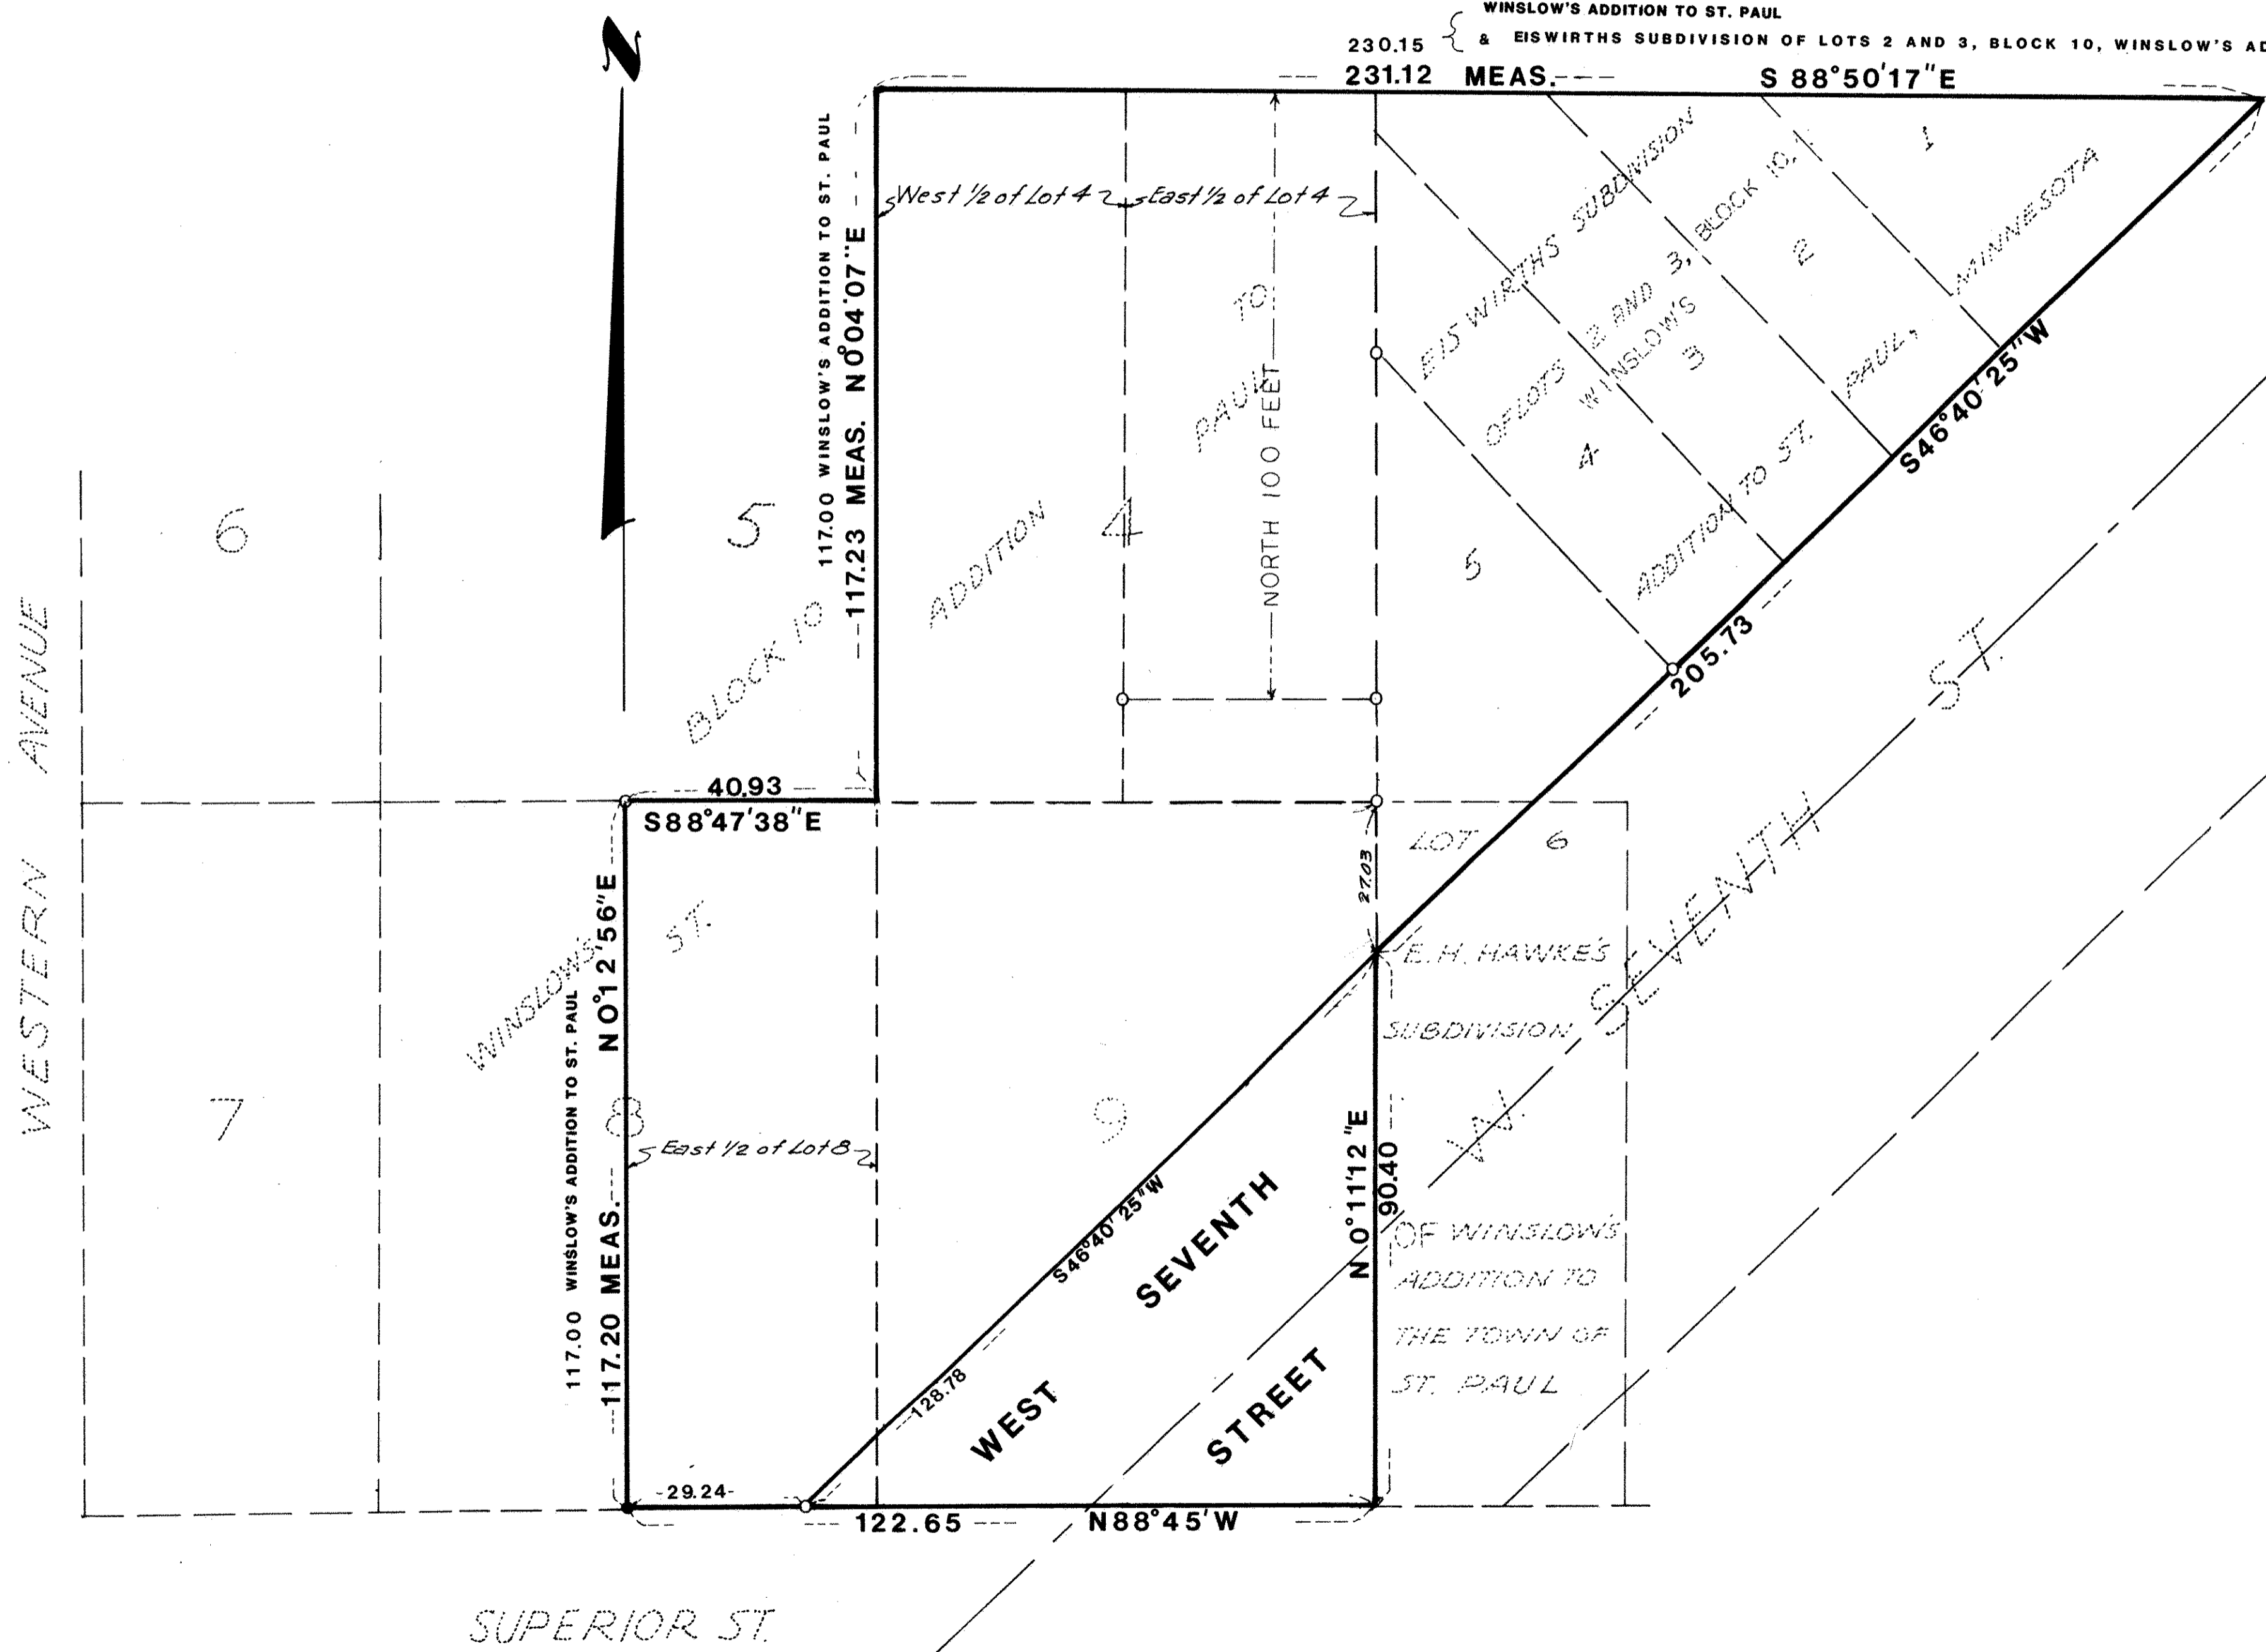 N
WINSLOW'S ADDITION TO ST. PAUL
230.15 { & EISWIRTHS SUBDIVISION OF LOTS 2 AND 3, BLOCK 10, WINSLOW'S
231.12 MEAS. S 88°50'17"E
117.00 WINSLOW'S ADDITION TO ST. PAUL
117.23 MEAS. N0°04'07"E
West 1/2 of Lot 4
East 1/2 of Lot 4
NORTH 100 FEET
EISWIRTHS SUBDIVISION
OF LOTS 2 AND 3, BLOCK 10,
WINSLOW'S
ADDITION TO ST. PAUL, MINNESOTA
1
2
3
4
5
S46°40'25"W
205.73
6
5
4
BLOCK 10
WINSLOW'S
ADDITION
TO
ST.
PAUL
WESTERN AVENUE
40.93
S88°47'38"E
27.03
LOT 6
E.H. HAWKE'S
SUBDIVISION
OF WINSLOW'S
ADDITION TO
THE TOWN OF
ST. PAUL
W. SEVENTH ST.
117.00 WINSLOW'S ADDITION TO ST. PAUL
117.20 MEAS. N0°12'56"E
7
8
9
East 1/2 of Lot 8
S46°40'25"W
128.78
WEST SEVENTH STREET
N0°11'12"E
90.40
29.24
122.65 N88°45'W
SUPERIOR ST.